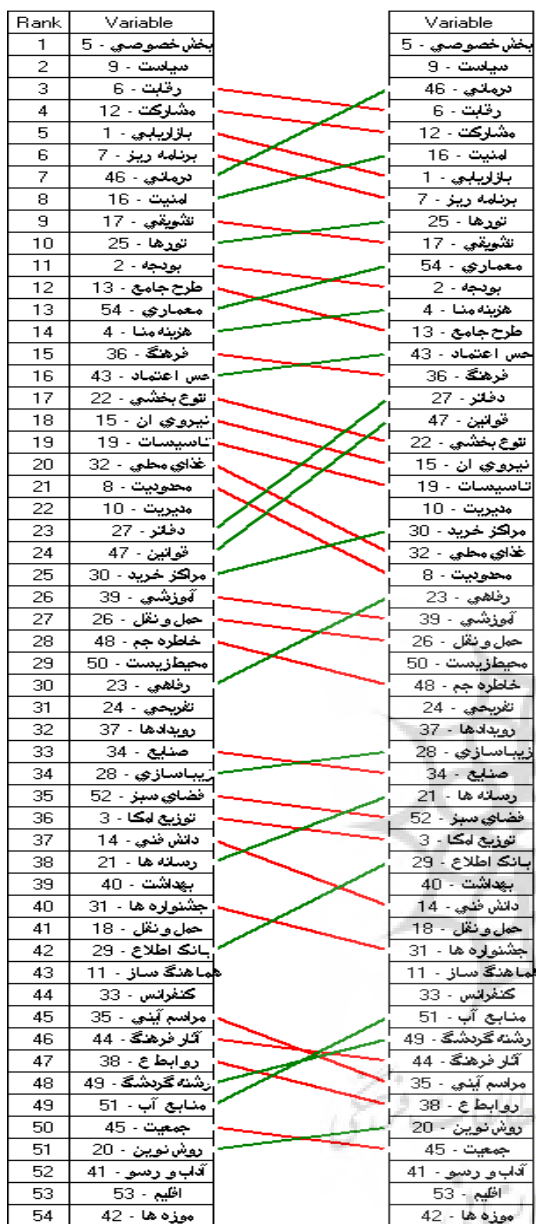 Rank Variable Variable
1 بخش خصوصي - 5 بخش خصوصي - 5
2 سياست - 9 سياست - 9
3 رقابت - 6 درماني - 46
4 مشاركت - 12 رقابت - 6
5 بازاريابي - 1 مشاركت - 12
6 برنامه ريز - 7 امنيت - 16
7 درماني - 46 بازاريابي - 1
8 امنيت - 16 برنامه ريز - 7
9 تشويقي - 17 تورها - 25
10 تورها - 25 تشويقي - 17
11 بودجه - 2 معماري - 54
12 طرح جامع - 13 بودجه - 2
13 معماري - 54 هزينه منا - 4
14 هزينه منا - 4 طرح جامع - 13
15 فرهنگ - 36 حس اعتماد - 43
16 حس اعتماد - 43 فرهنگ - 36
17 تنوع بخشي - 22 دفاتر - 27
18 نيروي ان - 15 قوانين - 47
19 تاسيسات - 19 تنوع بخشي - 22
20 غذاي محلي - 32 نيروي ان - 15
21 محدوديت - 8 تاسيسات - 19
22 مديريت - 10 مديريت - 10
23 دفاتر - 27 مراكز خريد - 30
24 قوانين - 47 غذاي محلي - 32
25 مراكز خريد - 30 محدوديت - 8
26 آموزشي - 39 رفاهي - 23
27 حمل و نقل - 26 آموزشي - 39
28 خاطره جم - 48 حمل و نقل - 26
29 محيط زيست - 50 محيط زيست - 50
30 رفاهي - 23 خاطره جم - 48
31 تفريحي - 24 تفريحي - 24
32 رويدادها - 37 رويدادها - 37
33 صنايع - 34 زيباسازي - 28
34 زيباسازي - 28 صنايع - 34
35 فضاي سبز - 52 رسانه ها - 21
36 توزيع امكا - 3 فضاي سبز - 52
37 دانش فني - 14 توزيع امكا - 3
38 رسانه ها - 21 بانك اطلاع - 29
39 بهداشت - 40 بهداشت - 40
40 جشنواره ها - 31 دانش فني - 14
41 حمل و نقل - 18 حمل و نقل - 18
42 بانك اطلاع - 29 جشنواره ها - 31
43 هماهنگ ساز - 11 هماهنگ ساز - 11
44 كنفرانس - 33 كنفرانس - 33
45 مراسم آييني - 35 منابع آب - 51
46 آثار فرهنگ - 44 رشته گردشگ - 49
47 روابط ع - 38 آثار فرهنگ - 44
48 رشته گردشگ - 49 مراسم آييني - 35
49 منابع آب - 51 روابط ع - 38
50 جمعيت - 45 روش نوين - 20
51 روش نوين - 20 جمعيت - 45
52 آداب و رسو - 41 آداب و رسو - 41
53 اقليم - 53 اقليم - 53
54 موزه ها - 42 موزه ها - 42